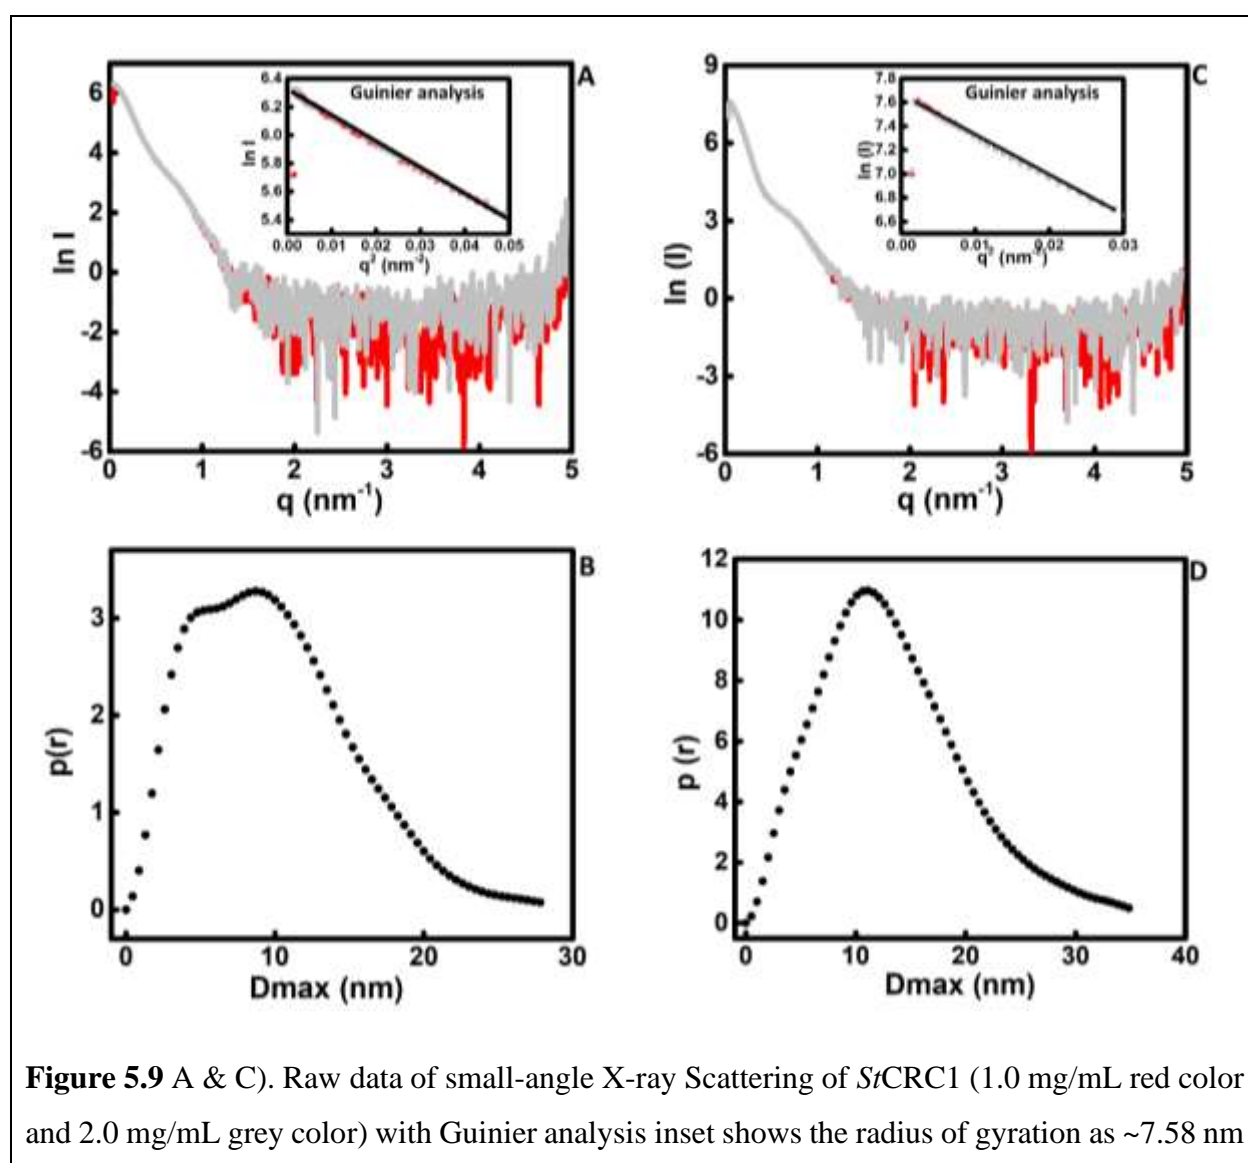 A
Guinier analysis
ln I
6.4
6.2
6.0
5.8
5.6
5.4
0.00 0.01 0.02 0.03 0.04 0.05
q² (nm⁻²)
ln I
6
4
2
0
-2
-4
-6
0 1 2 3 4 5
q (nm⁻¹)
C
Guinier analysis
ln (I)
7.8
7.6
7.4
7.2
7.0
6.8
6.6
0.00 0.01 0.02 0.03
q² (nm⁻²)
ln (I)
9
6
3
0
-3
-6
0 1 2 3 4 5
q (nm⁻¹)
B
p(r)
3
2
1
0
0 10 20 30
Dmax (nm)
D
p (r)
12
10
8
6
4
2
0
0 10 20 30 40
Dmax (nm)
Figure 5.9 A & C). Raw data of small-angle X-ray Scattering of StCRC1 (1.0 mg/mL red color
and 2.0 mg/mL grey color) with Guinier analysis inset shows the radius of gyration as ~7.58 nm